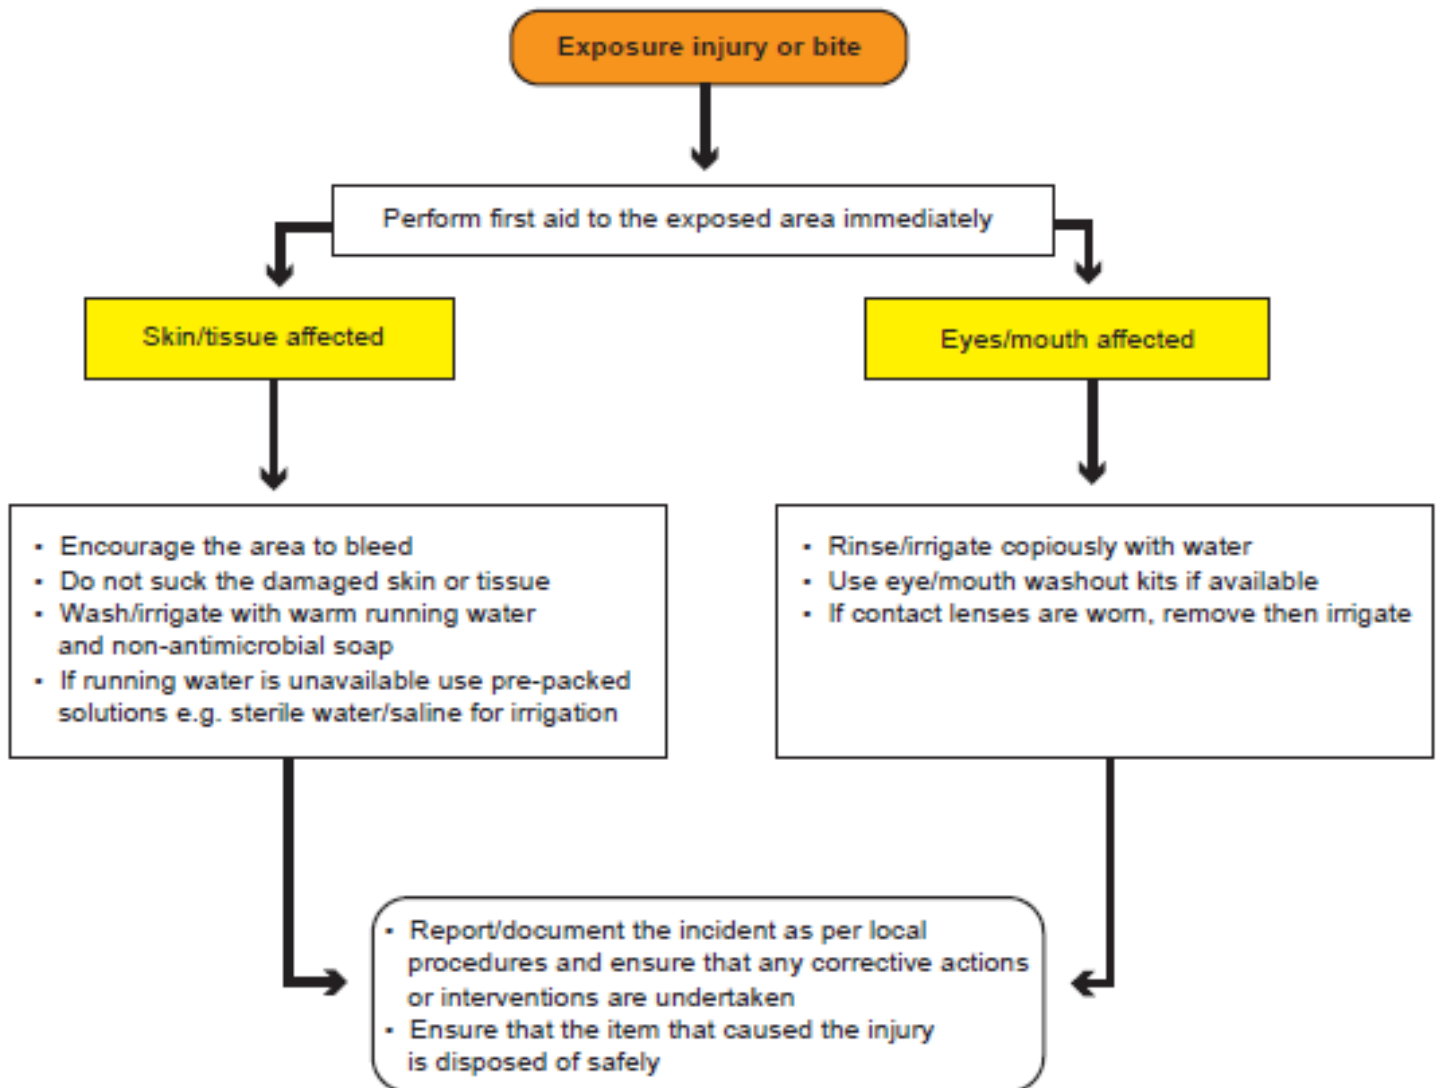 Exposure injury or bite
Perform first aid to the exposed area immediately
Skin/tissue affected
Eyes/mouth affected
• Encourage the area to bleed
• Do not suck the damaged skin or tissue
• Wash/irrigate with warm running water
and non-antimicrobial soap
• If running water is unavailable use pre-packed
solutions e.g. sterile water/saline for irrigation
• Rinse/irrigate copiously with water
• Use eye/mouth washout kits if available
• If contact lenses are worn, remove then irrigate
• Report/document the incident as per local
procedures and ensure that any corrective actions
or interventions are undertaken
• Ensure that the item that caused the injury
is disposed of safely